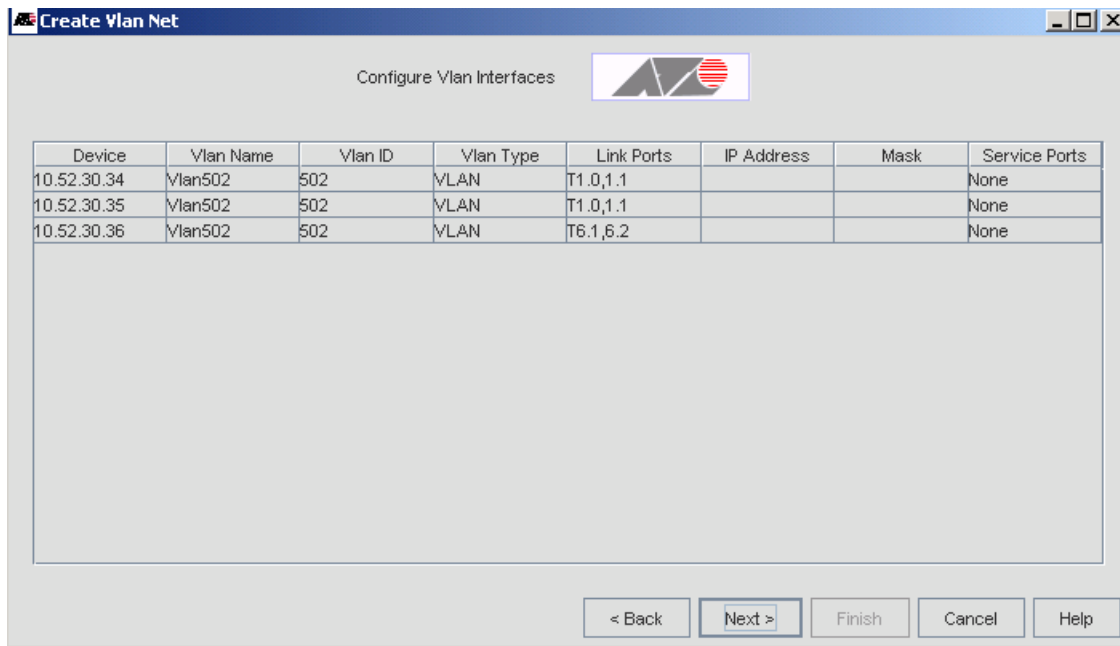 Create Vlan Net
Configure Vlan Interfaces
Device Vlan Name Vlan ID Vlan Type Link Ports IP Address Mask Service Ports
10.52.30.34 Vlan502 502 VLAN T1.0,1.1 None
10.52.30.35 Vlan502 502 VLAN T1.0,1.1 None
10.52.30.36 Vlan502 502 VLAN T6.1,6.2 None
< Back Next > Finish Cancel Help